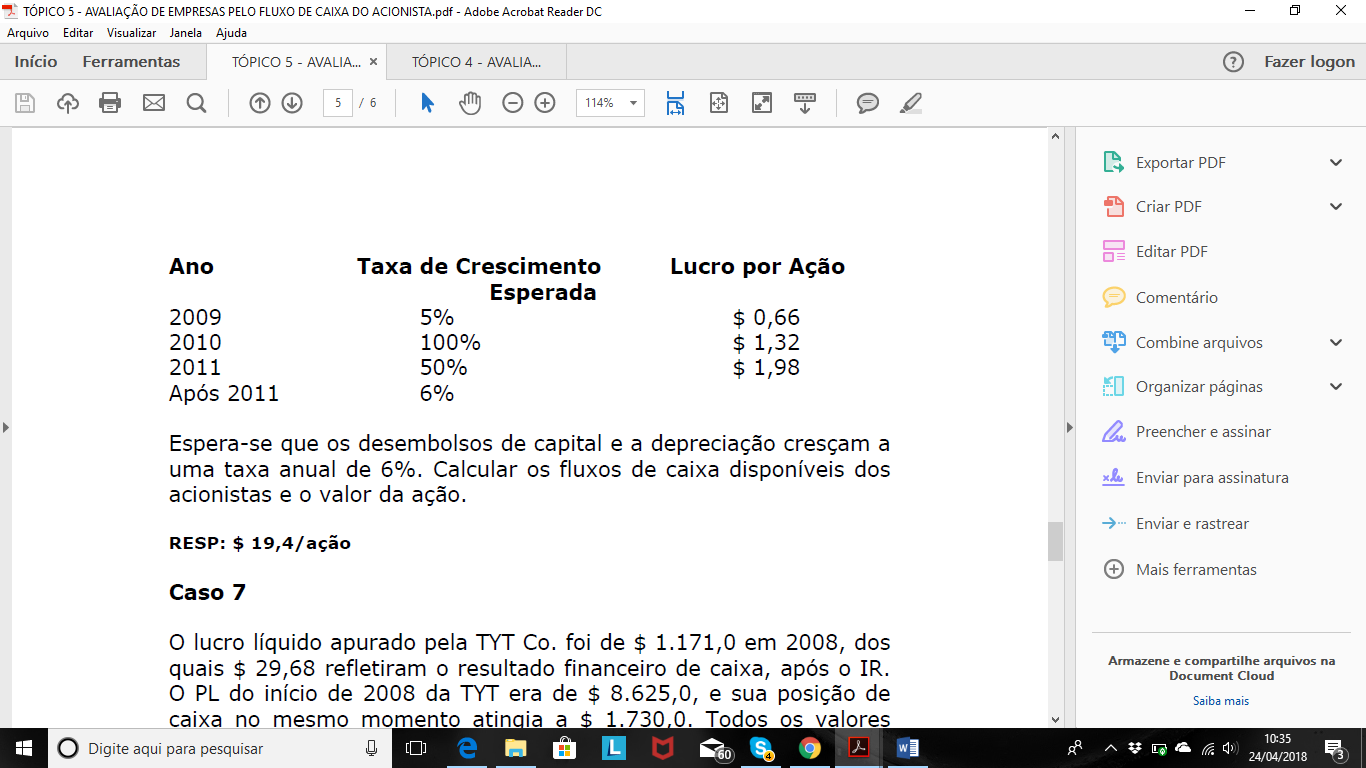 TÓPICO 5 - AVALIAÇÃO DE EMPRESAS PELO FLUXO DE CAIXA DO ACIONISTA.pdf - Adobe Acrobat Reader DC
Arquivo Editar Visualizar Janela Ajuda
Início Ferramentas TÓPICO 5 - AVALIA... × TÓPICO 4 - AVALIA... Fazer logon
5 / 6 114%
Ano Taxa de Crescimento Lucro por Ação
Esperada
2009 5% $ 0,66
2010 100% $ 1,32
2011 50% $ 1,98
Após 2011 6%
Espera-se que os desembolsos de capital e a depreciação cresçam a
uma taxa anual de 6%. Calcular os fluxos de caixa disponíveis dos
acionistas e o valor da ação.
RESP: $ 19,4/ação
Caso 7
O lucro líquido apurado pela TYT Co. foi de $ 1.171,0 em 2008, dos
quais $ 29,68 refletiram o resultado financeiro de caixa, após o IR.
O PL do início de 2008 da TYT era de $ 8.625,0, e sua posição de
caixa no mesmo momento atingia a $ 1.730,0. Todos os valores
Exportar PDF
Criar PDF
Editar PDF
Comentário
Combine arquivos
Organizar páginas
Preencher e assinar
Enviar para assinatura
Enviar e rastrear
Mais ferramentas
Armazene e compartilhe arquivos na
Document Cloud
Saiba mais
Digite aqui para pesquisar
60
4
10:35
24/04/2018
3